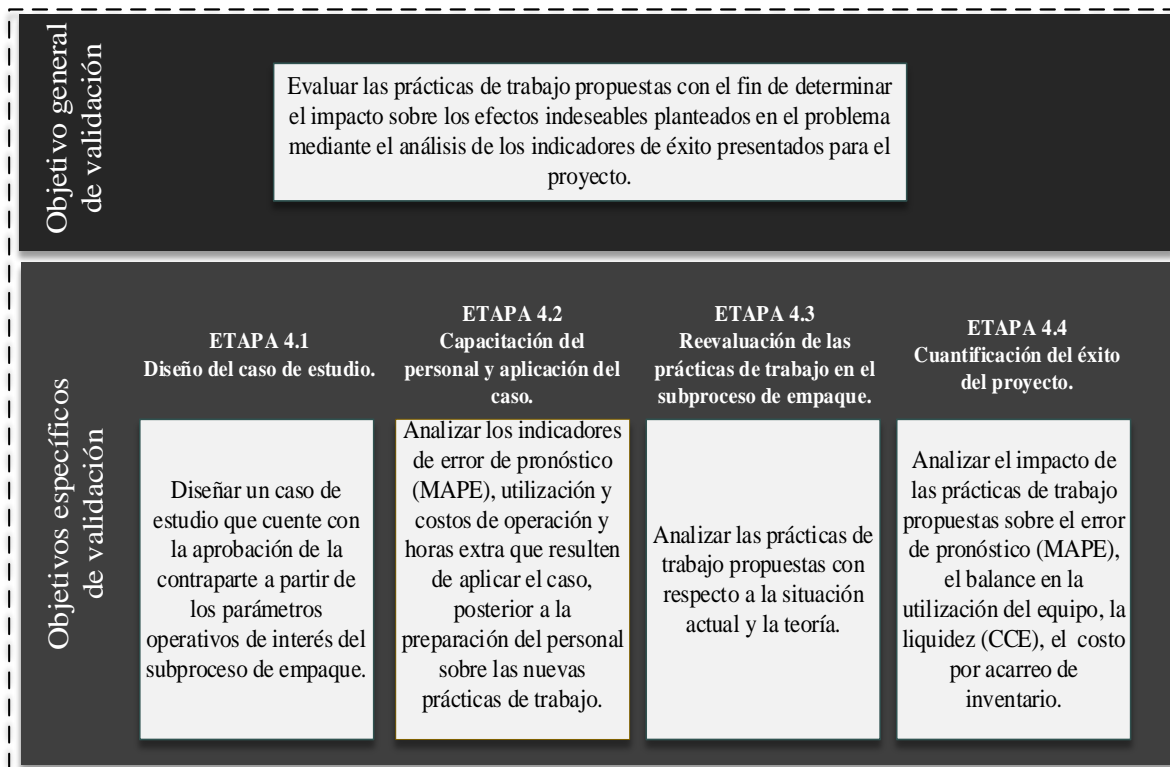 Objetivo general
de validación
Evaluar las prácticas de trabajo propuestas con el fin de determinar
el impacto sobre los efectos indeseables planteados en el problema
mediante el análisis de los indicadores de éxito presentados para el
proyecto.
Objetivos específicos
de validación
ETAPA 4.1
Diseño del caso de estudio.
Diseñar un caso de
estudio que cuente con
la aprobación de la
contraparte a partir de
los parámetros
operativos de interés del
subproceso de empaque.
ETAPA 4.2
Capacitación del
personal y aplicación del
caso.
Analizar los indicadores
de error de pronóstico
(MAPE), utilización y
costos de operación y
horas extra que resulten
de aplicar el caso,
posterior a la
preparación del personal
sobre las nuevas
prácticas de trabajo.
ETAPA 4.3
Reevaluación de las
prácticas de trabajo en el
subproceso de empaque.
Analizar las prácticas de
trabajo propuestas con
respecto a la situación
actual y la teoría.
ETAPA 4.4
Cuantificación del éxito
del proyecto.
Analizar el impacto de
las prácticas de trabajo
propuestas sobre el error
de pronóstico (MAPE),
el balance en la
utilización del equipo, la
liquidez (CCE), el costo
por acarreo de
inventario.